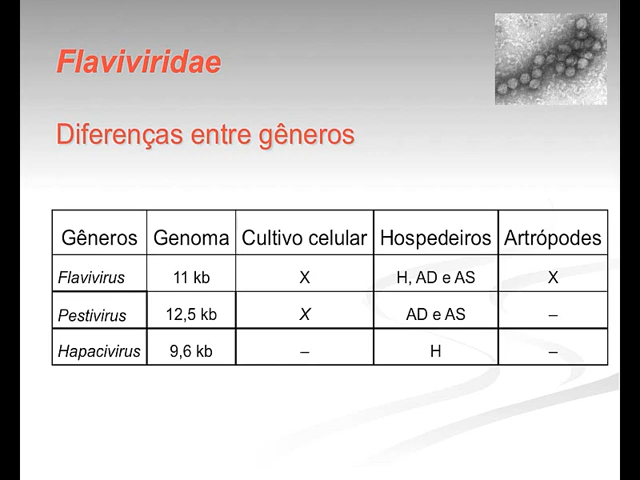 Flaviviridae
Diferenças entre gêneros
Gêneros Genoma Cultivo celular Hospedeiros Artrópodes
Flavivirus 11 kb X H, AD e AS X
Pestivirus 12,5 kb X AD e AS –
Hapacivirus 9,6 kb – H –